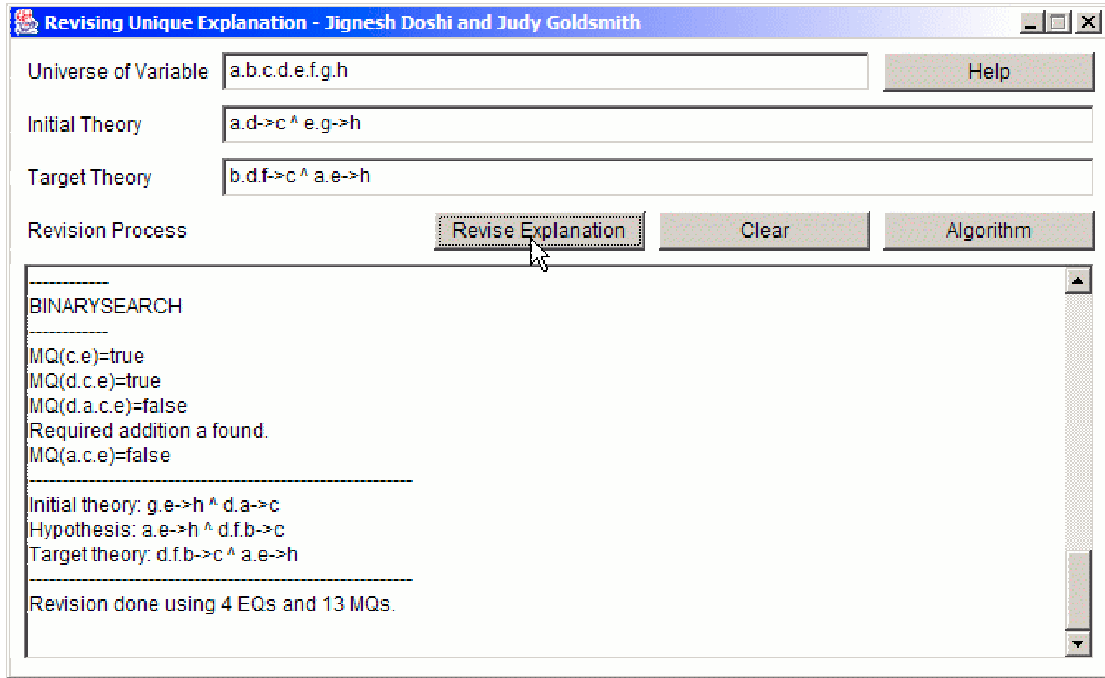 Revising Unique Explanation - Jignesh Doshi and Judy Goldsmith
Universe of Variable a.b.c.d.e.f.g.h Help
Initial Theory a.d->c ^ e.g->h
Target Theory b.d.f->c ^ a.e->h
Revision Process Revise Explanation Clear Algorithm
------------
BINARYSEARCH
------------
MQ(c.e)=true
MQ(d.c.e)=true
MQ(d.a.c.e)=false
Required addition a found.
MQ(a.c.e)=false
----------------------------------------------------------
Initial theory: g.e->h ^ d.a->c
Hypothesis: a.e->h ^ d.f.b->c
Target theory: d.f.b->c ^ a.e->h
----------------------------------------------------------
Revision done using 4 EQs and 13 MQs.